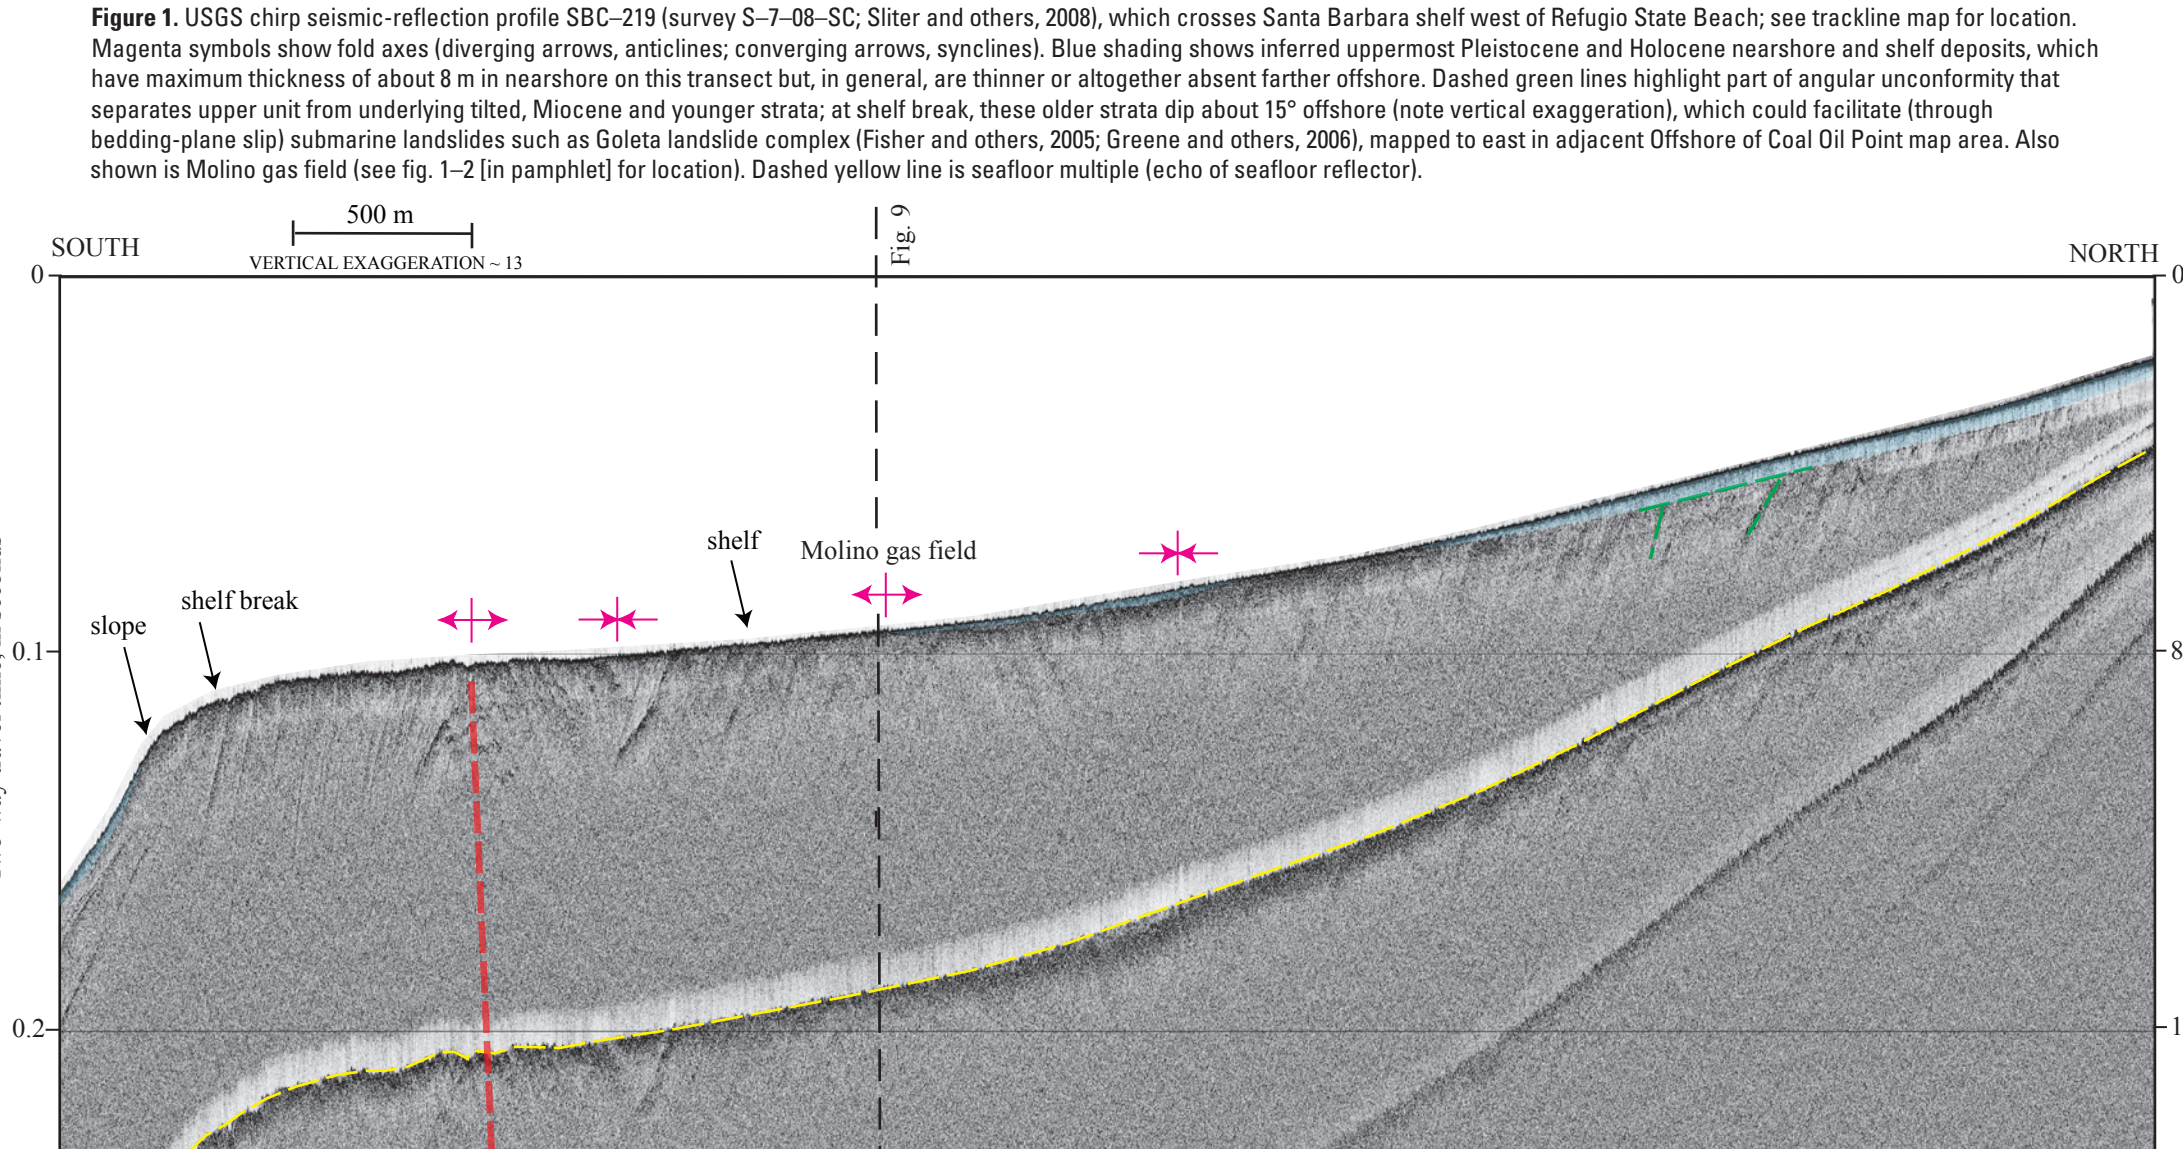 Figure 1. USGS chirp seismic-reflection profile SBC–219 (survey S–7–08–SC; Sliter and others, 2008), which crosses Santa Barbara shelf west of Refugio State Beach; see trackline map for location.
Magenta symbols show fold axes (diverging arrows, anticlines; converging arrows, synclines). Blue shading shows inferred uppermost Pleistocene and Holocene nearshore and shelf deposits, which
have maximum thickness of about 8 m in nearshore on this transect but, in general, are thinner or altogether absent farther offshore. Dashed green lines highlight part of angular unconformity that
separates upper unit from underlying tilted, Miocene and younger strata; at shelf break, these older strata dip about 15° offshore (note vertical exaggeration), which could facilitate (through
bedding-plane slip) submarine landslides such as Goleta landslide complex (Fisher and others, 2005; Greene and others, 2006), mapped to east in adjacent Offshore of Coal Oil Point map area. Also
shown is Molino gas field (see fig. 1–2 [in pamphlet] for location). Dashed yellow line is seafloor multiple (echo of seafloor reflector).
500 m
Fig. 9
SOUTH
NORTH
VERTICAL EXAGGERATION ~ 13
0
0
shelf
Molino gas field
shelf break
slope
0.1
8
0.2
1